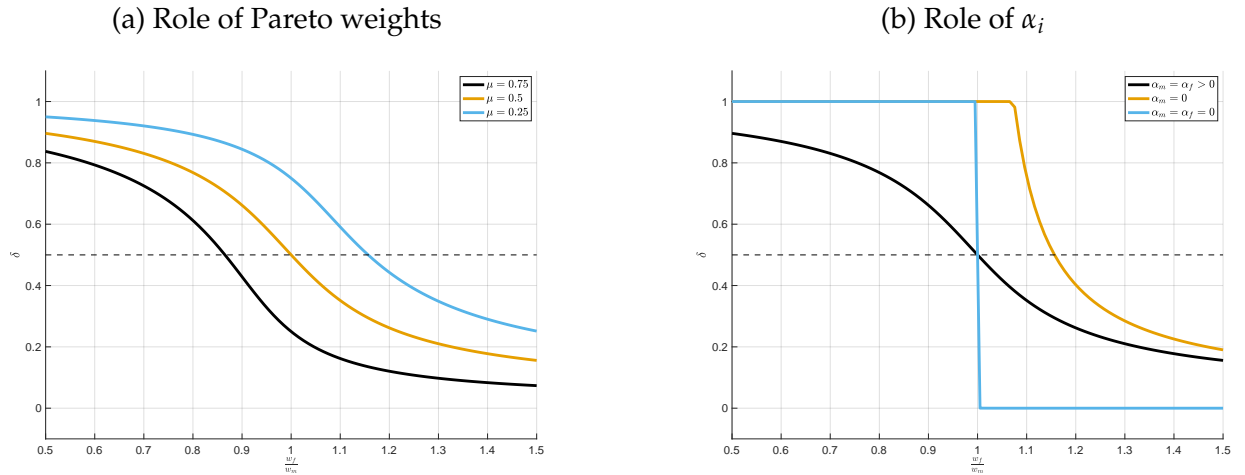 (a) Role of Pareto weights
1
0.8
0.6
0.4
0.2
0
δ
0.5 0.6 0.7 0.8 0.9 1.0 1.1 1.2 1.3 1.4 1.5
w_f
w_m
μ = 0.75
μ = 0.5
μ = 0.25
(b) Role of α_i
1
0.8
0.6
0.4
0.2
0
δ
0.5 0.6 0.7 0.8 0.9 1.0 1.1 1.2 1.3 1.4 1.5
w_f
w_m
α_m = α_f > 0
α_m = 0
α_m = α_f = 0